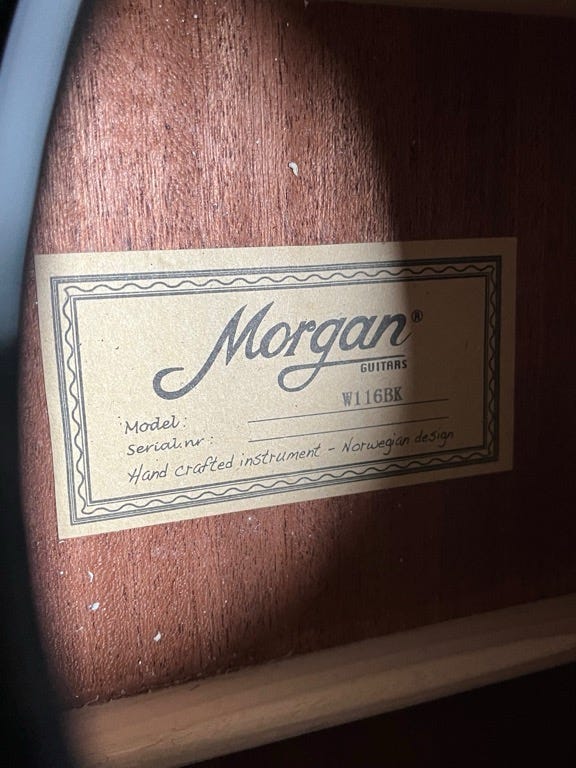 Morgan®
GUITARS
Model: W116BK
Serial.nr:
Hand crafted instrument - Norwegian design